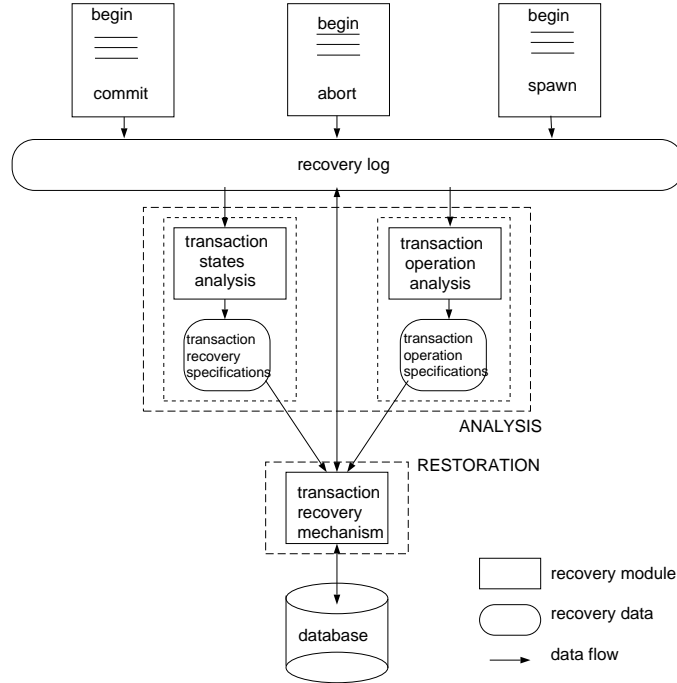 begin
commit
begin
abort
begin
spawn
recovery log
transaction
states
analysis
transaction
operation
analysis
transaction
recovery
specifications
transaction
operation
specifications
ANALYSIS
RESTORATION
transaction
recovery
mechanism
database
recovery module
recovery data
data flow